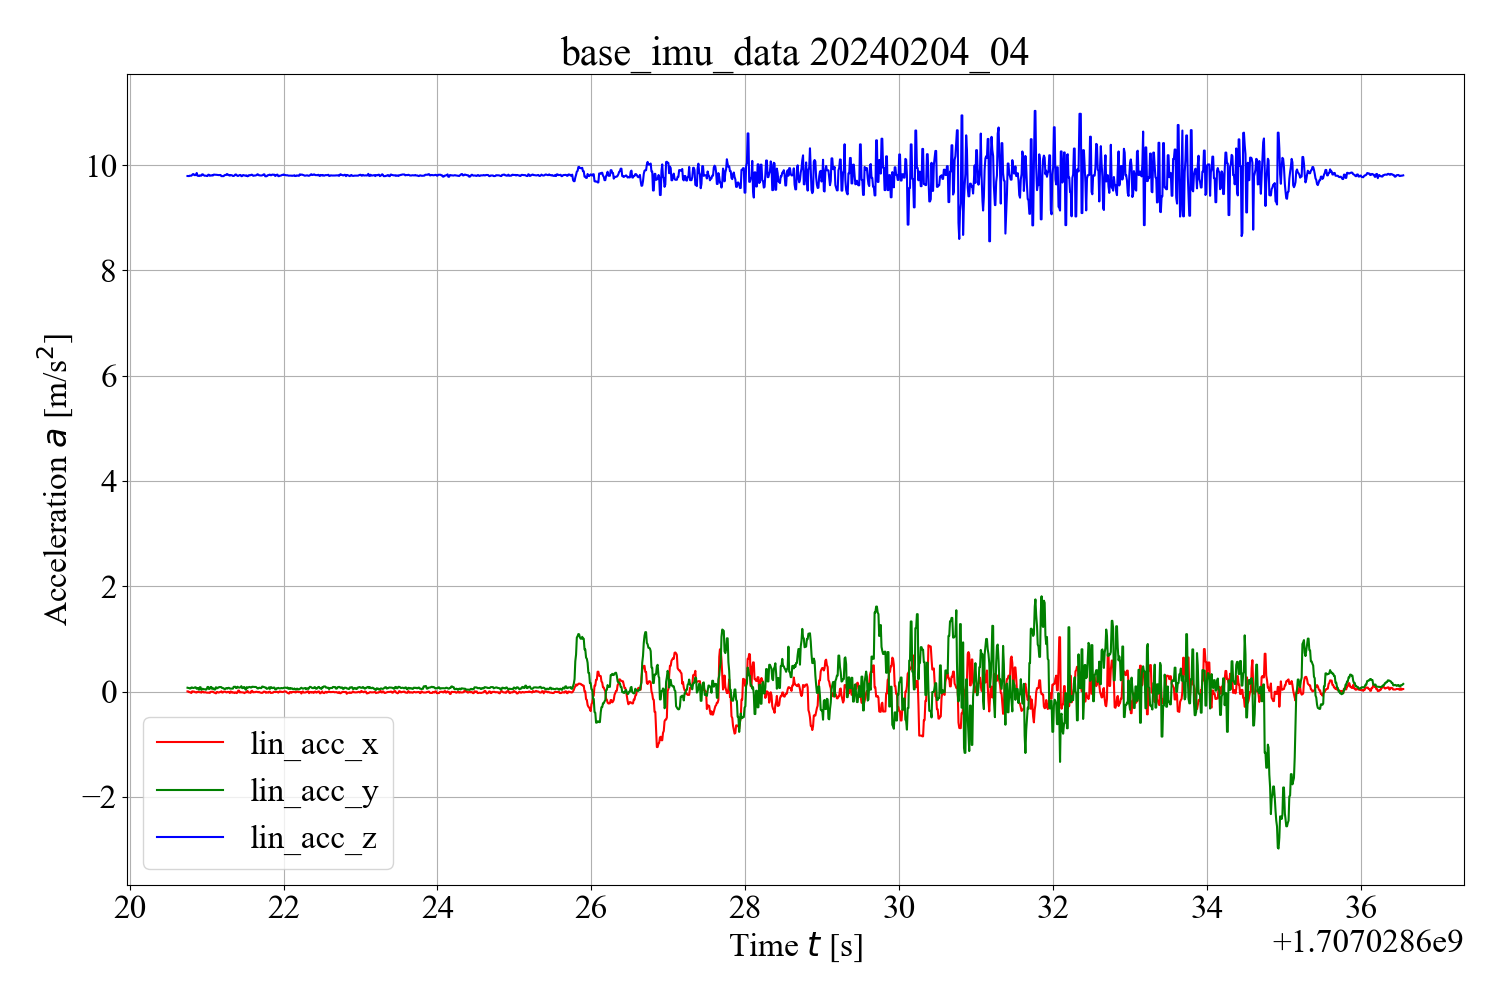 base_imu_data 20240204_04
Acceleration a [m/s²]
10
8
6
4
2
0
−2
lin_acc_x
lin_acc_y
lin_acc_z
20 22 24 26 28 30 32 34 36
Time t [s]
+1.7070286e9